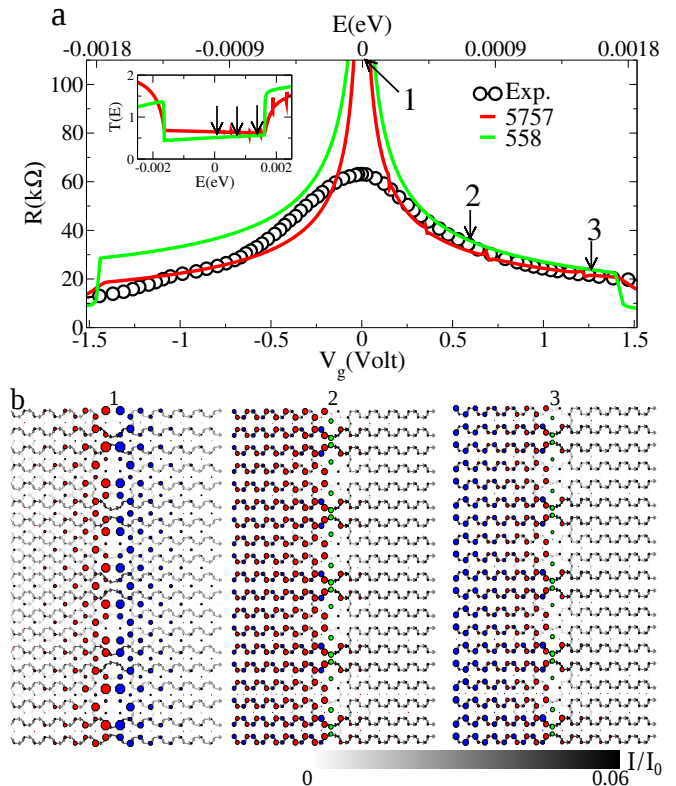 a
E(eV)
-0.0018 -0.0009 0 0.0009 0.0018
R(kΩ)
100
80
60
40
20
0
2
1
0
T(E)
-0.002 0 0.002
E(eV)
Exp.
5757
558
1
2
3
-1.5 -1 -0.5 0 0.5 1 1.5
V_g(Volt)
b
1 2 3
0 0.06 I/I_0